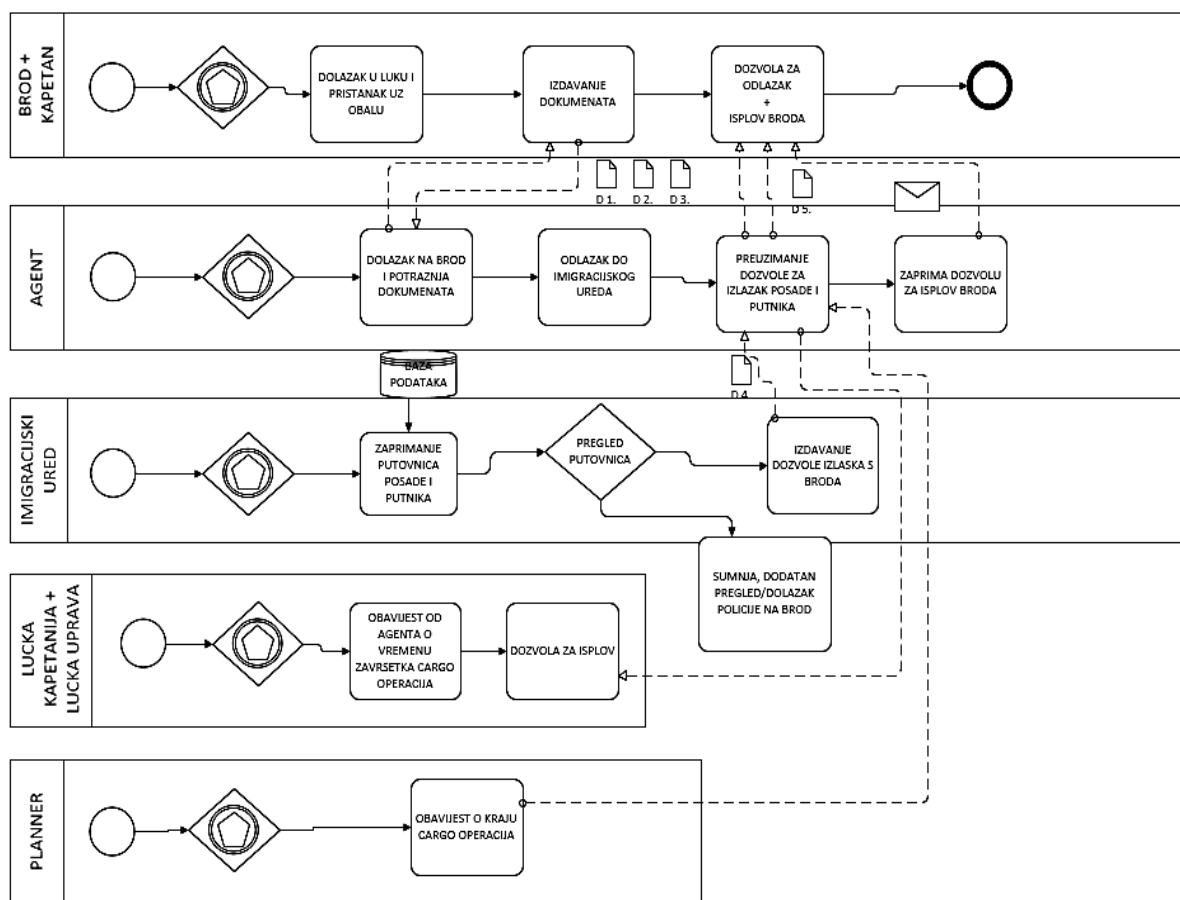 BROD +
KAPETAN
DOLAZAK U LUKU I
PRISTANAK UZ
OBALU
IZDAVANJE
DOKUMENATA
DOZVOLA ZA
ODLAZAK
+
ISPLOV BRODA
D 1.
D 2.
D 3.
D 5.
AGENT
DOLAZAK NA BROD
I POTRAZNJA
DOKUMENATA
ODLAZAK DO
IMIGRACIJSKOG
UREDA
PREUZIMANJE
DOZVOLE ZA
IZLAZAK POSADE I
PUTNIKA
ZAPRIMA DOZVOLU
ZA ISPLOV BRODA
BAZA
PODATAKA
D 4.
IMIGRACIJSKI
URED
ZAPRIMANJE
PUTOVNICA
POSADE I
PUTNIKA
PREGLED
PUTOVNICA
IZDAVANJE
DOZVOLE IZLASKA S
BRODA
SUMNJA, DODATAN
PREGLED/DOLAZAK
POLICIJE NA BROD
LUCKA
KAPETANIJA +
LUCKA UPRAVA
OBAVIJEST OD
AGENTA O
VREMENU
ZAVRSETKA CARGO
OPERACIJA
DOZVOLA ZA ISPLOV
PLANNER
OBAVIJEST O KRAJU
CARGO OPERACIJA